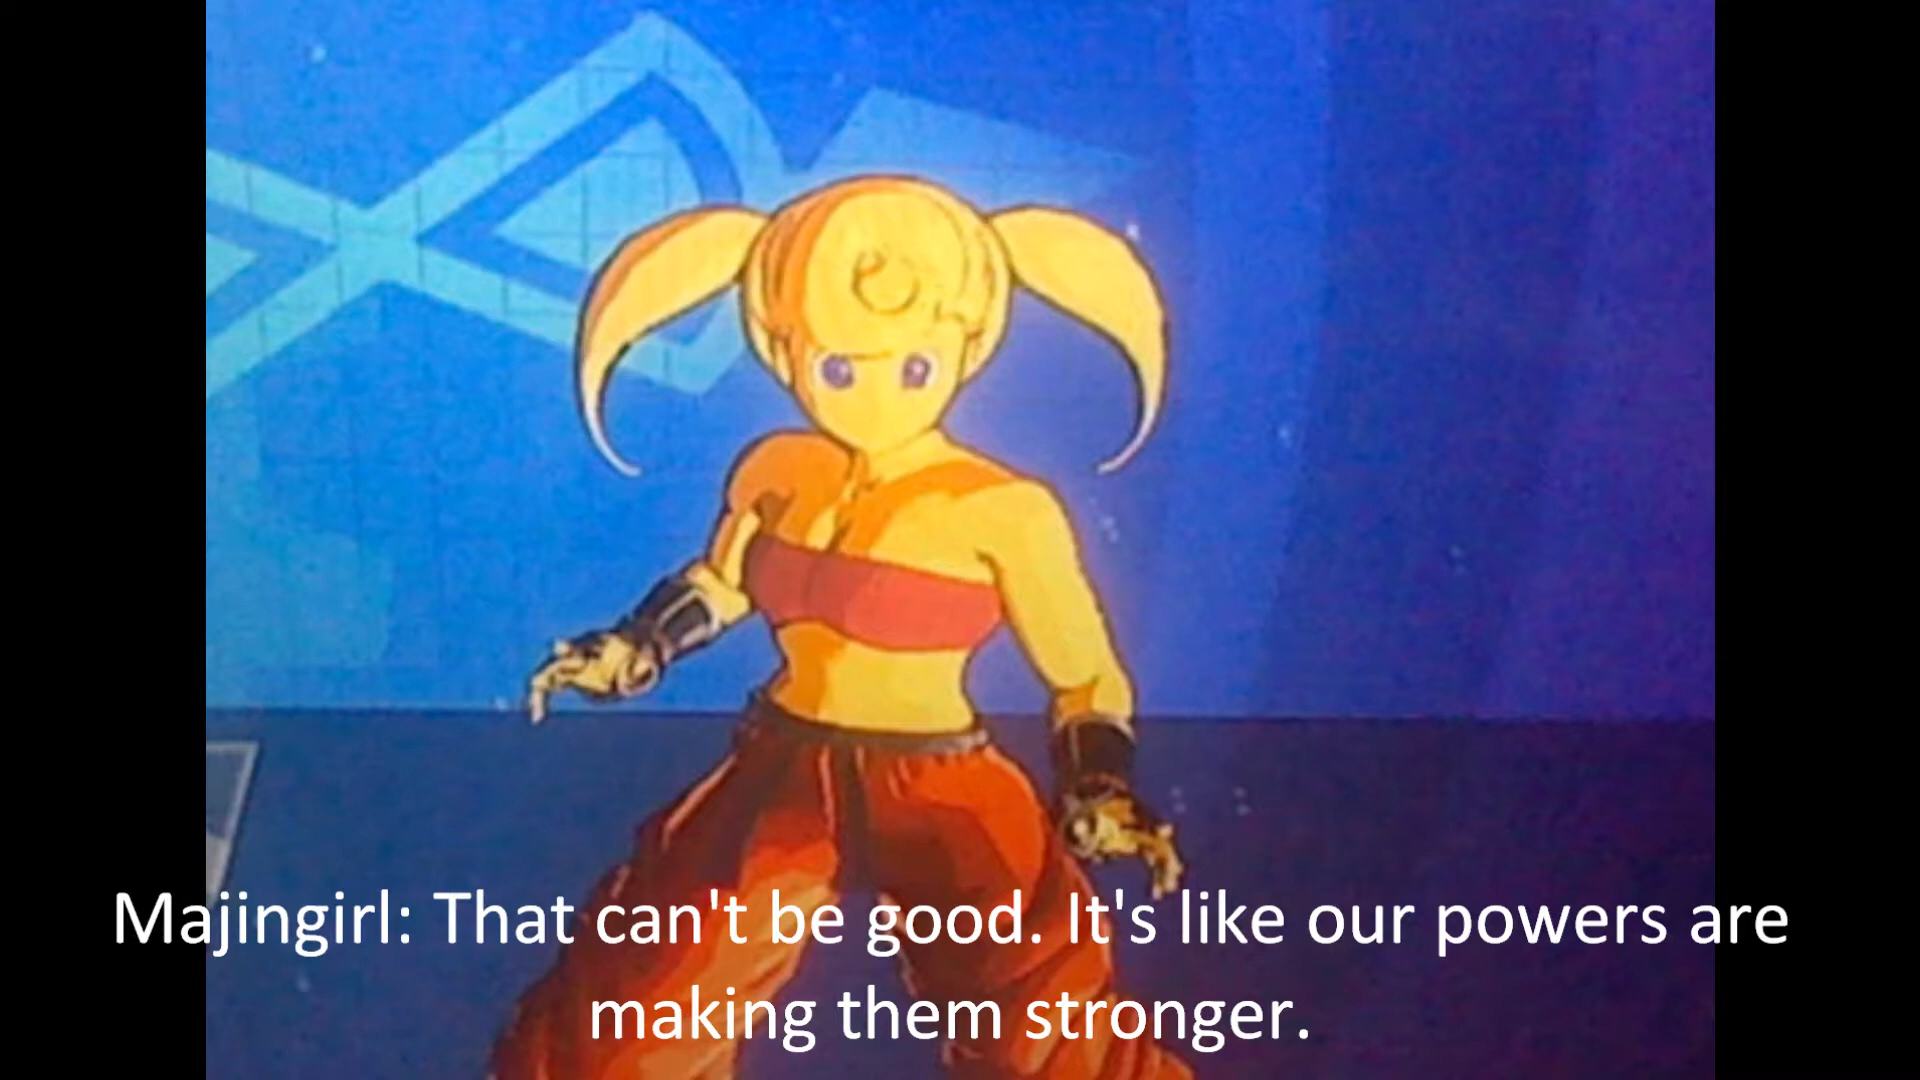 Majingirl: That can't be good. It's like our powers are
making them stronger.